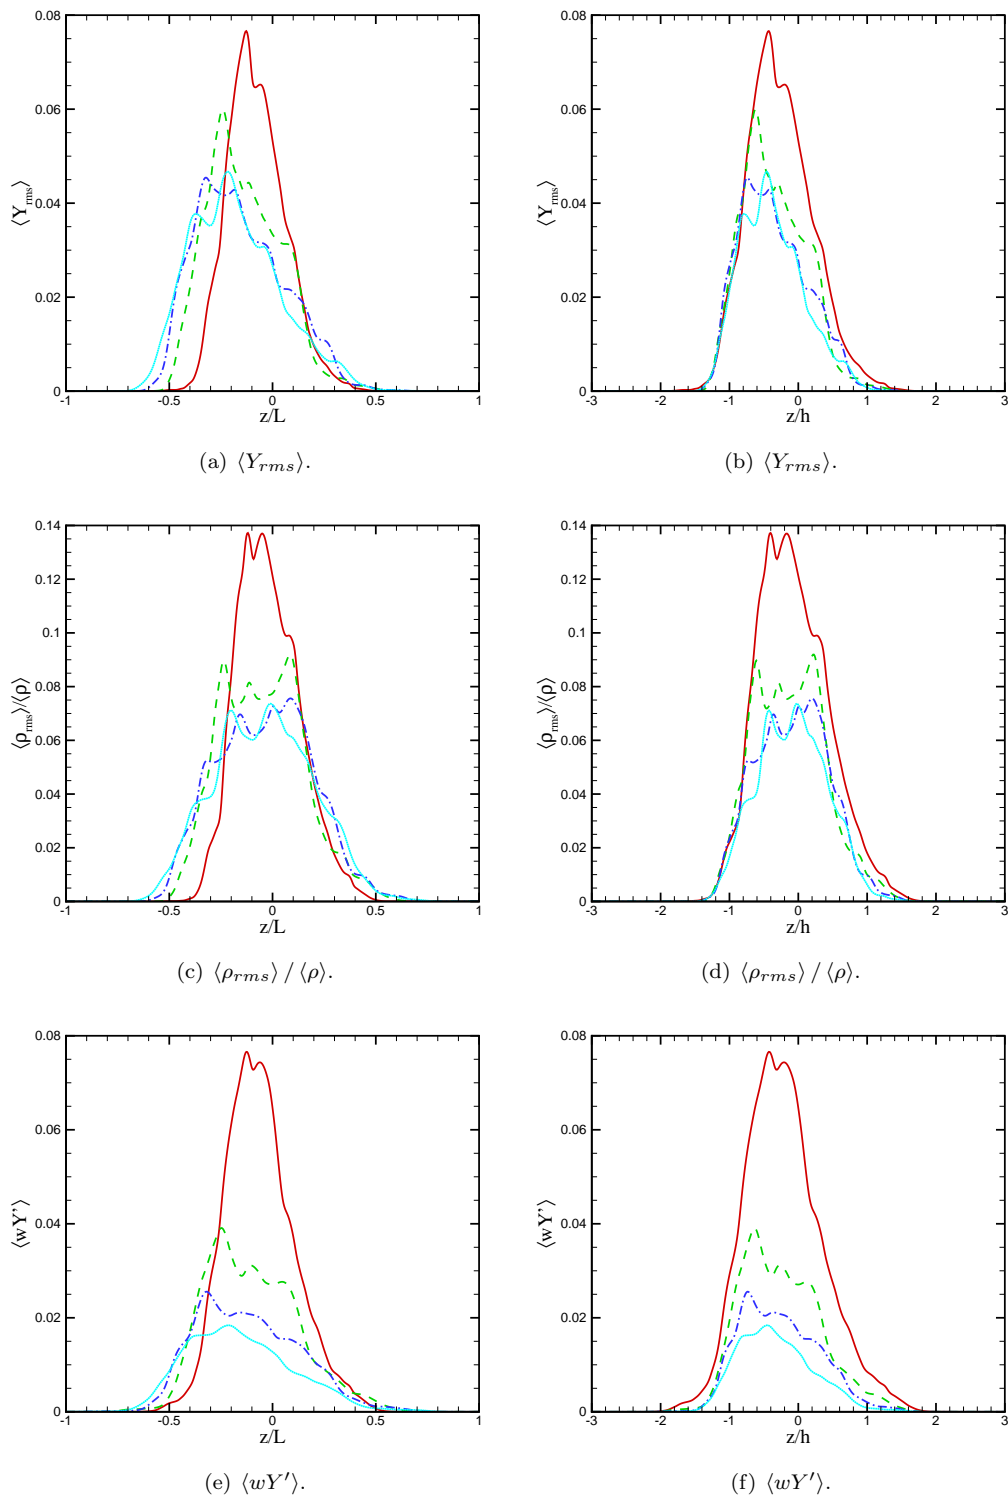 0.08
0.06
0.04
0.02
0
⟨Y_rms⟩
-1 -0.5 0 0.5 1
z/L
(a) ⟨Y_rms⟩.
0.08
0.06
0.04
0.02
0
⟨Y_rms⟩
-3 -2 -1 0 1 2 3
z/h
(b) ⟨Y_rms⟩.
0.14
0.12
0.1
0.08
0.06
0.04
0.02
0
⟨ρ_rms⟩/⟨ρ⟩
-1 -0.5 0 0.5 1
z/L
(c) ⟨ρ_rms⟩ / ⟨ρ⟩.
0.14
0.12
0.1
0.08
0.06
0.04
0.02
0
⟨ρ_rms⟩/⟨ρ⟩
-3 -2 -1 0 1 2 3
z/h
(d) ⟨ρ_rms⟩ / ⟨ρ⟩.
0.08
0.06
0.04
0.02
0
⟨wY'⟩
-1 -0.5 0 0.5 1
z/L
(e) ⟨wY′⟩.
0.08
0.06
0.04
0.02
0
⟨wY'⟩
-3 -2 -1 0 1 2 3
z/h
(f) ⟨wY′⟩.